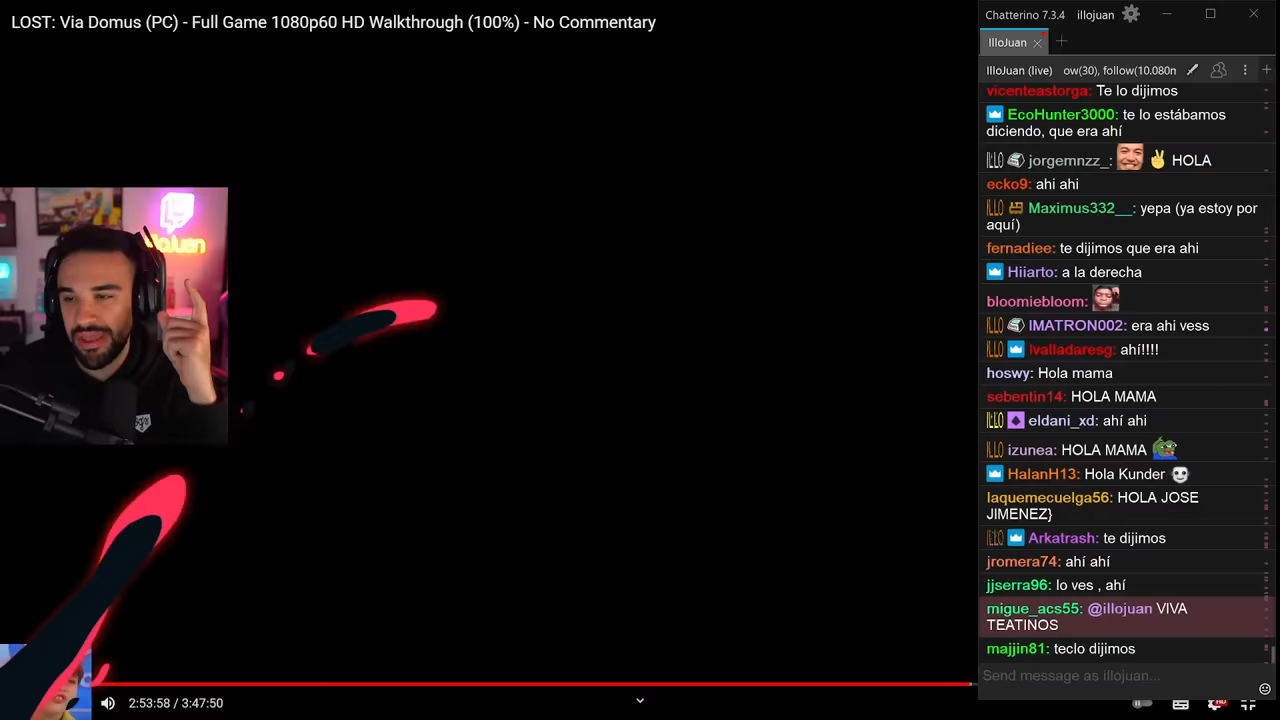 LOST: Via Domus (PC) - Full Game 1080p60 HD Walkthrough (100%) - No Commentary
Chatterino 7.3.4 illojuan
IlloJuan
IlloJuan (live) ow(30), follow(10.080n
vicenteastorga: Te lo dijimos
EcoHunter3000: te lo estábamos
diciendo, que era ahí
jorgemnzz_: HOLA
ecko9: ahi ahi
Maximus332__: yepa (ya estoy por
aquí)
fernadiee: te dijimos que era ahi
Hiiarto: a la derecha
bloomiebloom:
IMATRON002: era ahi vess
lvalladaresg: ahí!!!!
hoswy: Hola mama
sebentin14: HOLA MAMA
eldani_xd: ahí ahi
izunea: HOLA MAMA
HalanH13: Hola Kunder
laquemecuelga56: HOLA JOSE
JIMENEZ}
Arkatrash: te dijimos
jromera74: ahí ahí
jjserra96: lo ves , ahí
migue_acs55: @illojuan VIVA
TEATINOS
majjin81: teclo dijimos
Send message as illojuan...
illoJuan
2:53:58 / 3:47:50
HD